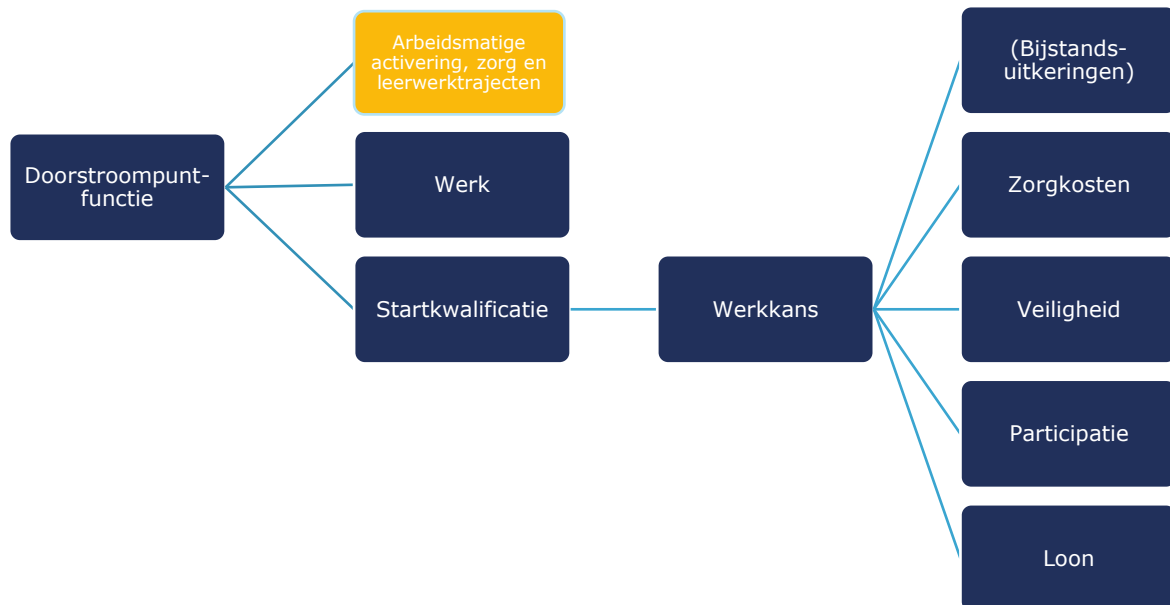 Doorstroompunt-
functie
Arbeidsmatige
activering, zorg en
leerwerktrajecten
Werk
Startkwalificatie
Werkkans
(Bijstands-
uitkeringen)
Zorgkosten
Veiligheid
Participatie
Loon